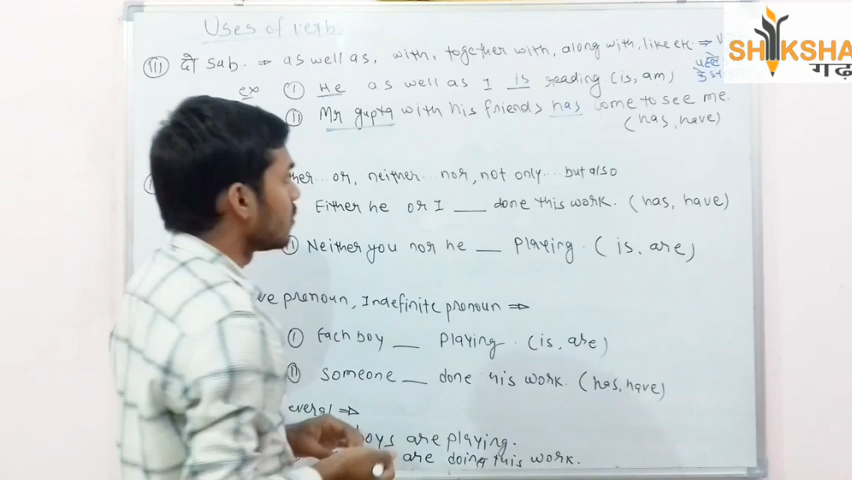 Uses of verb
(III) दो Sub. ⇒ as well as, with, together with, along with, like etc ⇒
SHIKSHA
गढ़
ex (i) He as well as I is reading. (is, am)
पहले
(ii) Mr gupta with his friends has come to see me.
(has, have)
her... or, neither... nor, not only... but also
Either he or I ___ done this work. (has, have)
(ii) Neither you nor he ___ playing. (is, are)
ve pronoun, Indefinite pronoun ⇒
(i) Each boy ___ playing. (is, are)
(ii) Someone ___ done his work. (has, have)
everal ⇒
boys are playing.
are doing this work.